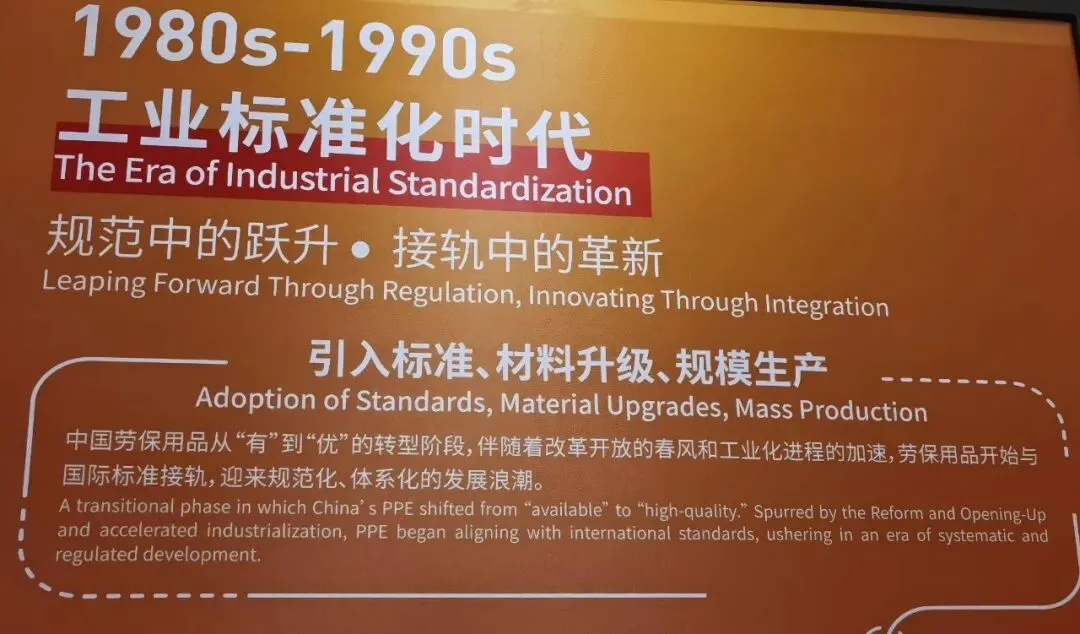 1980s-1990s
工业标准化时代
The Era of Industrial Standardization
规范中的跃升•接轨中的革新
Leaping Forward Through Regulation, Innovating Through Integration
引入标准、材料升级、规模生产
Adoption of Standards, Material Upgrades, Mass Production
中国劳保用品从“有”到“优”的转型阶段,伴随着改革开放的春风和工业化进程的加速,劳保用品开始与
国际标准接轨,迎来规范化、体系化的发展浪潮。
A transitional phase in which China’s PPE shifted from “available” to “high-quality.” Spurred by the Reform and Opening-Up
and accelerated industrialization, PPE began aligning with international standards, ushering in an era of systematic and
regulated development.